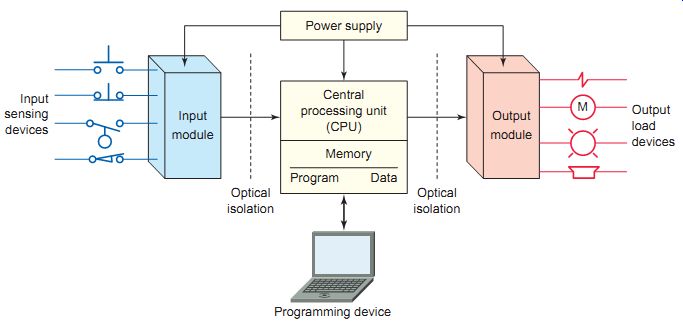 Power supply
Input
sensing
devices
Input
module
Central
processing unit
(CPU)
Memory
Program Data
Optical
isolation
Optical
isolation
Output
module
M
Output
load
devices
Programming device